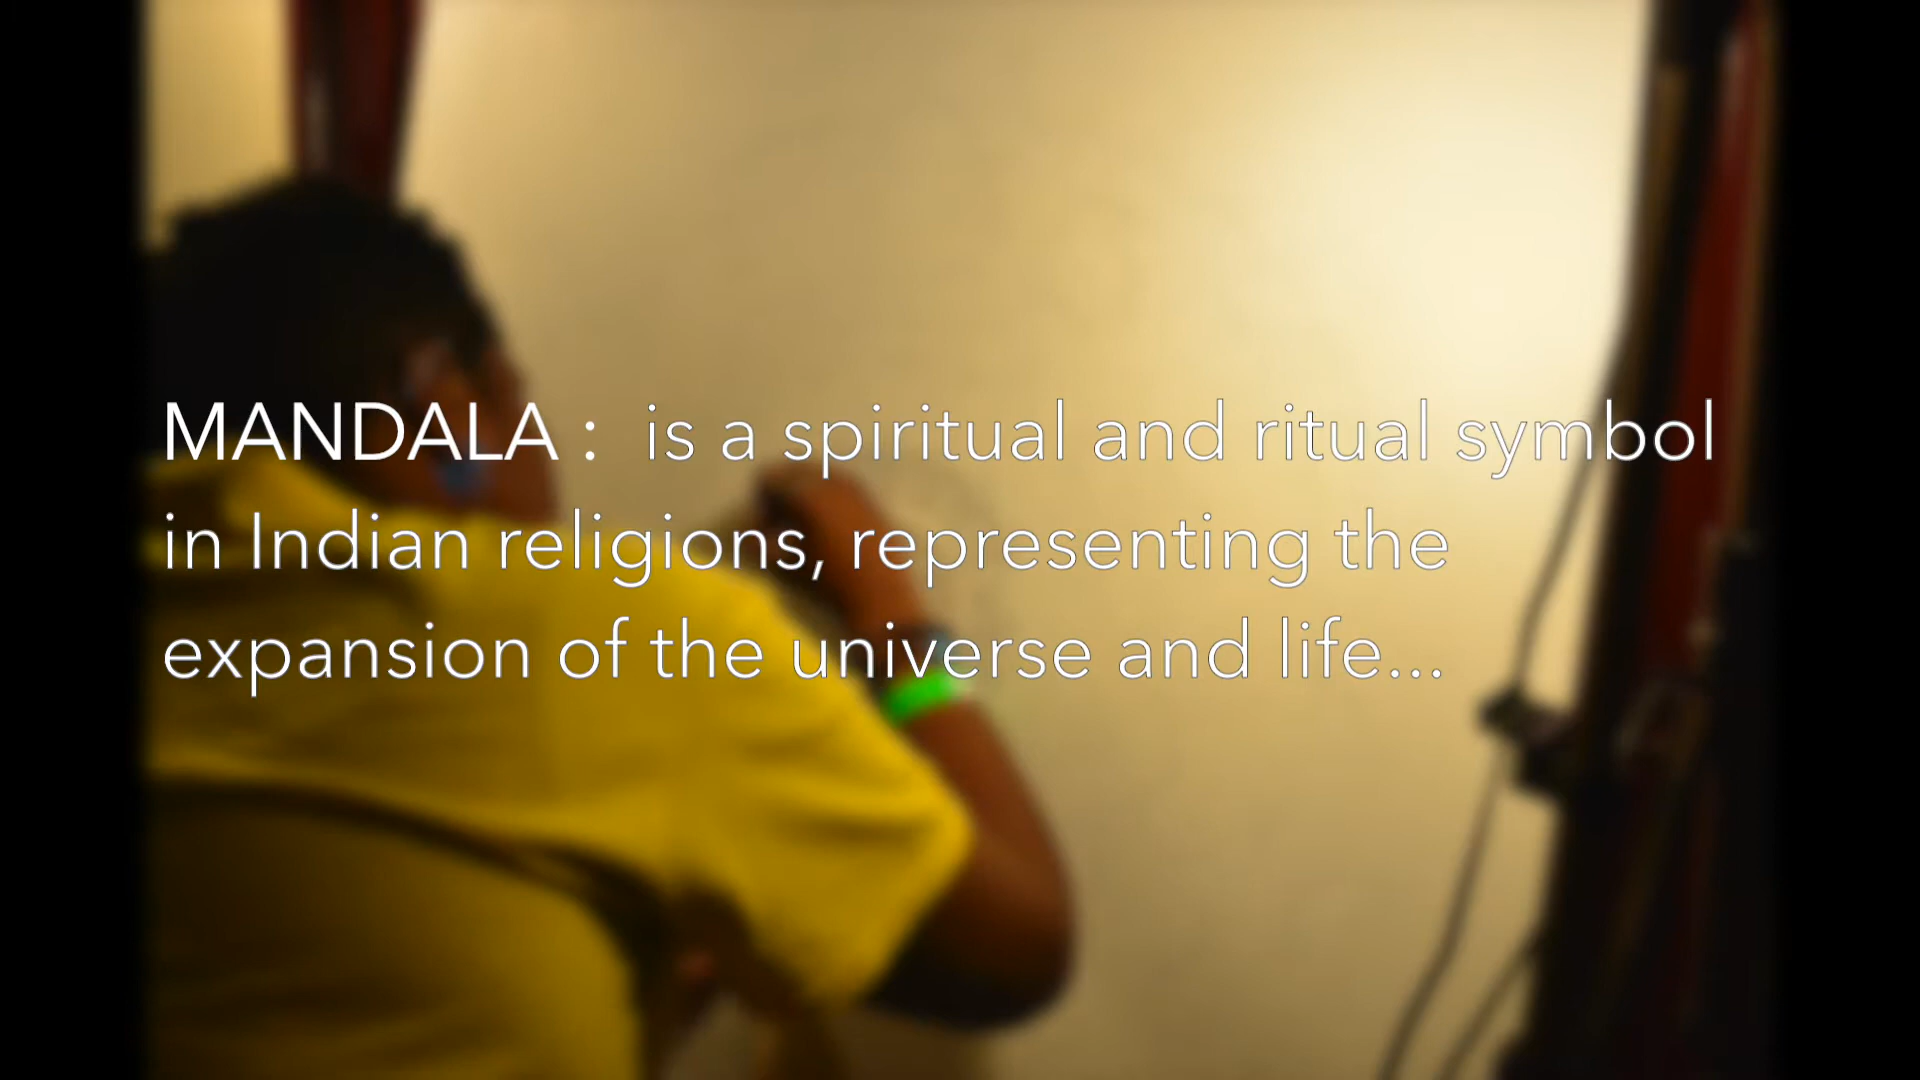 MANDALA :  is a spiritual and ritual symbol
in Indian religions, representing the
expansion of the universe and life...